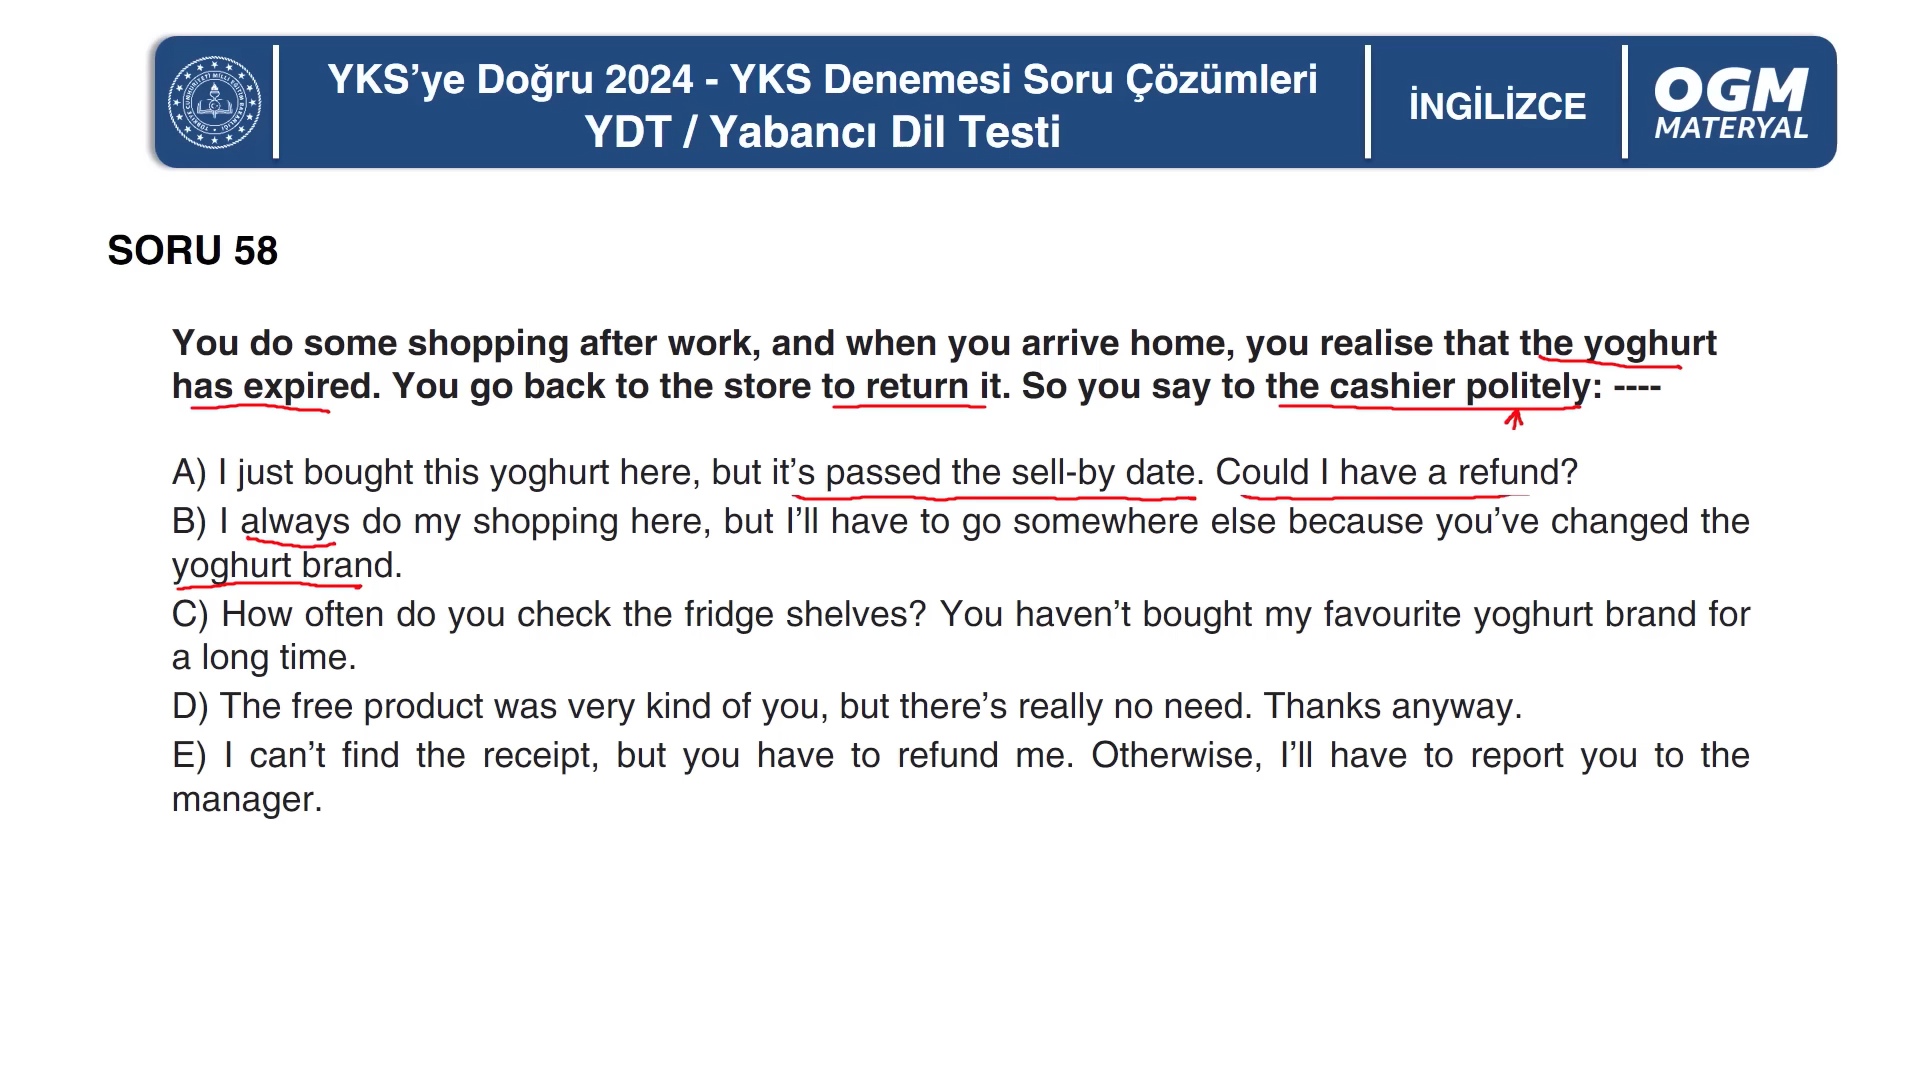 YKS’ye Doğru 2024 - YKS Denemesi Soru Çözümleri
YDT / Yabancı Dil Testi
İNGİLİZCE
OGM
MATERYAL
SORU 58
You do some shopping after work, and when you arrive home, you realise that the yoghurt
has expired. You go back to the store to return it. So you say to the cashier politely: ----
A) I just bought this yoghurt here, but it’s passed the sell-by date. Could I have a refund?
B) I always do my shopping here, but I’ll have to go somewhere else because you’ve changed the
yoghurt brand.
C) How often do you check the fridge shelves? You haven’t bought my favourite yoghurt brand for
a long time.
D) The free product was very kind of you, but there’s really no need. Thanks anyway.
E) I can’t find the receipt, but you have to refund me. Otherwise, I’ll have to report you to the
manager.